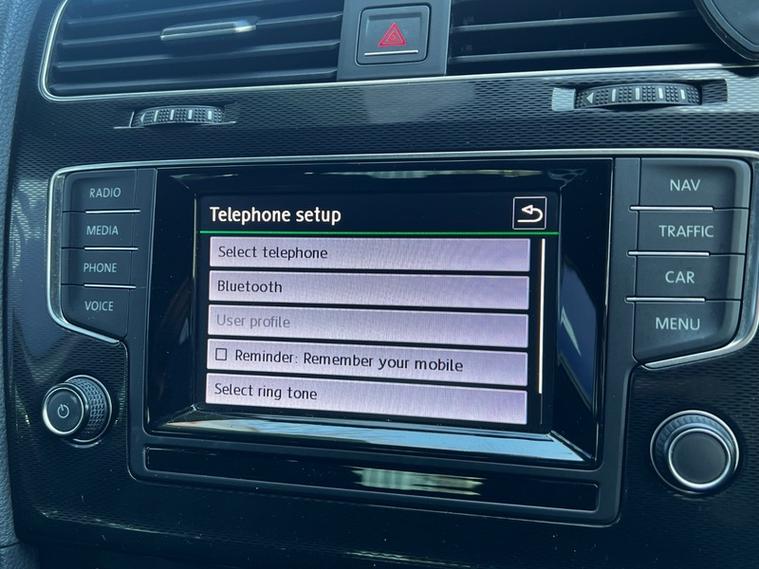 RADIO
MEDIA
PHONE
VOICE
Telephone setup
Select telephone
Bluetooth
User profile
Reminder: Remember your mobile
Select ring tone
NAV
TRAFFIC
CAR
MENU